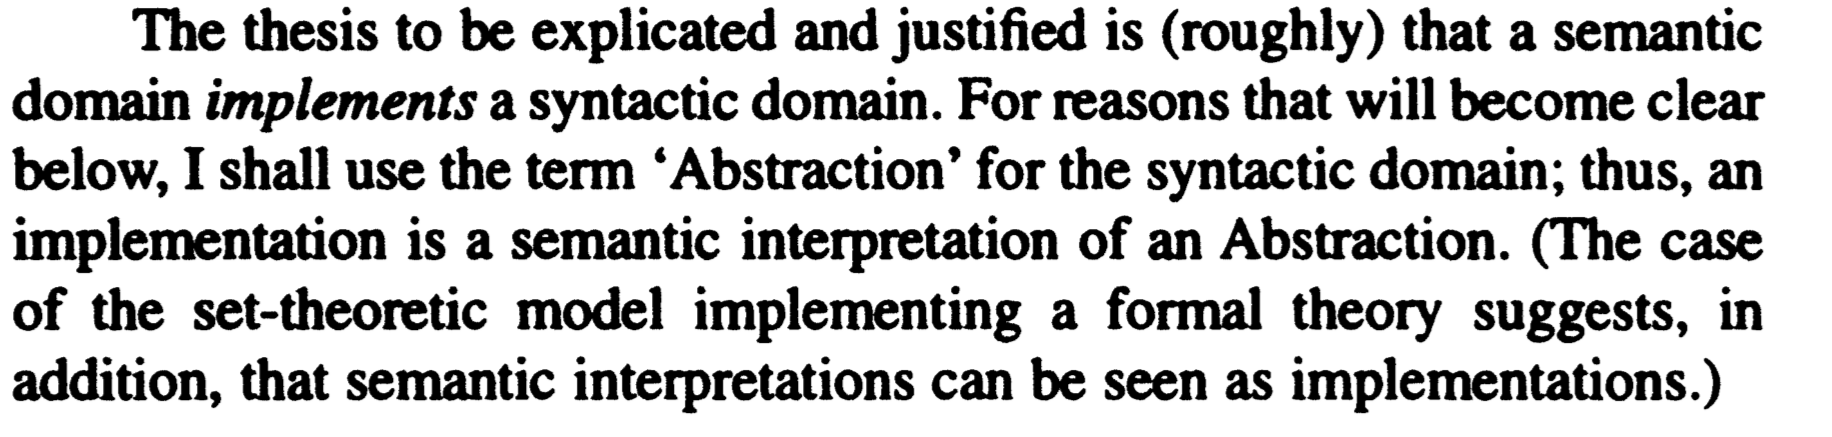 The thesis to be explicated and justified is (roughly) that a semantic
domain implements a syntactic domain. For reasons that will become clear
below, I shall use the term ‘Abstraction’ for the syntactic domain; thus, an
implementation is a semantic interpretation of an Abstraction. (The case
of the set-theoretic model implementing a formal theory suggests, in
addition, that semantic interpretations can be seen as implementations.)